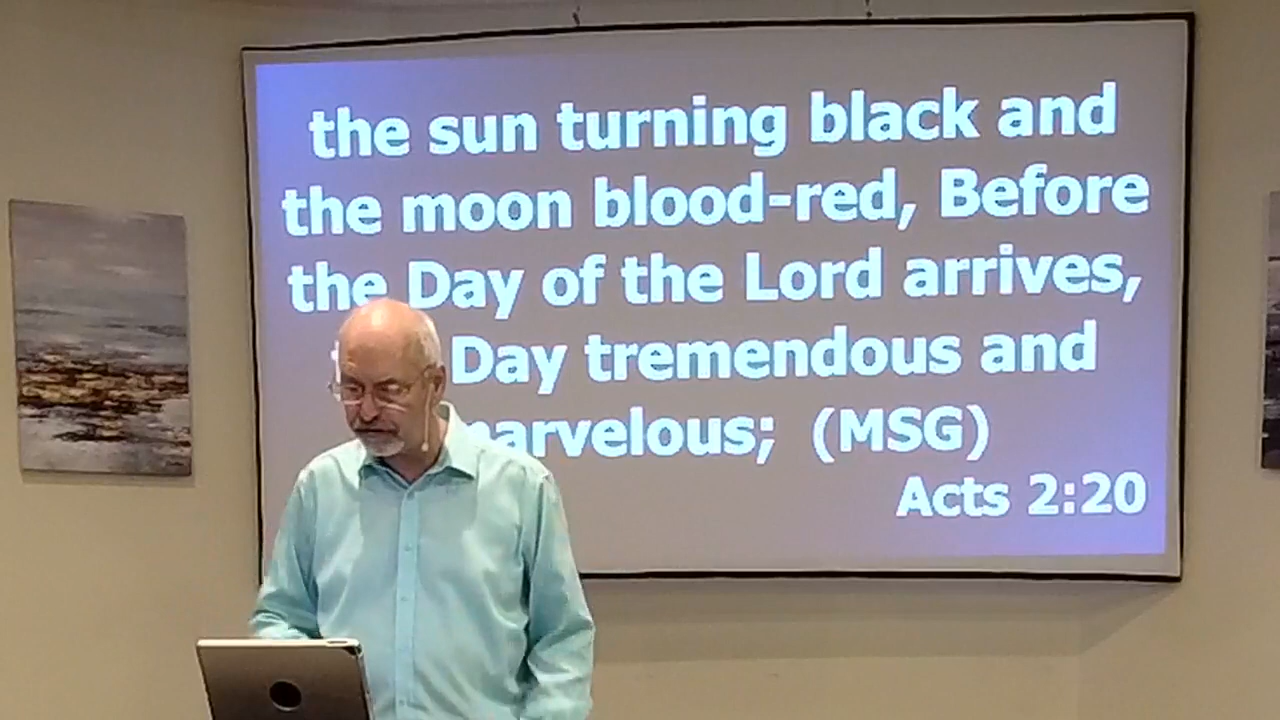 the sun turning black and
the moon blood-red, Before
the Day of the Lord arrives,
Day tremendous and
marvelous; (MSG)
Acts 2:20